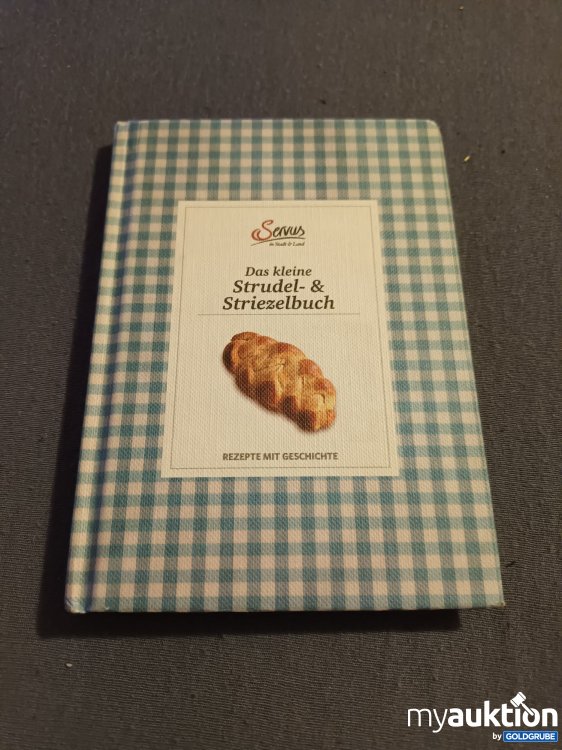 Servus
in Stadt & Land
Das kleine
Strudel- &
Striezelbuch
REZEPTE MIT GESCHICHTE
myauktion
by GOLDGRUBE